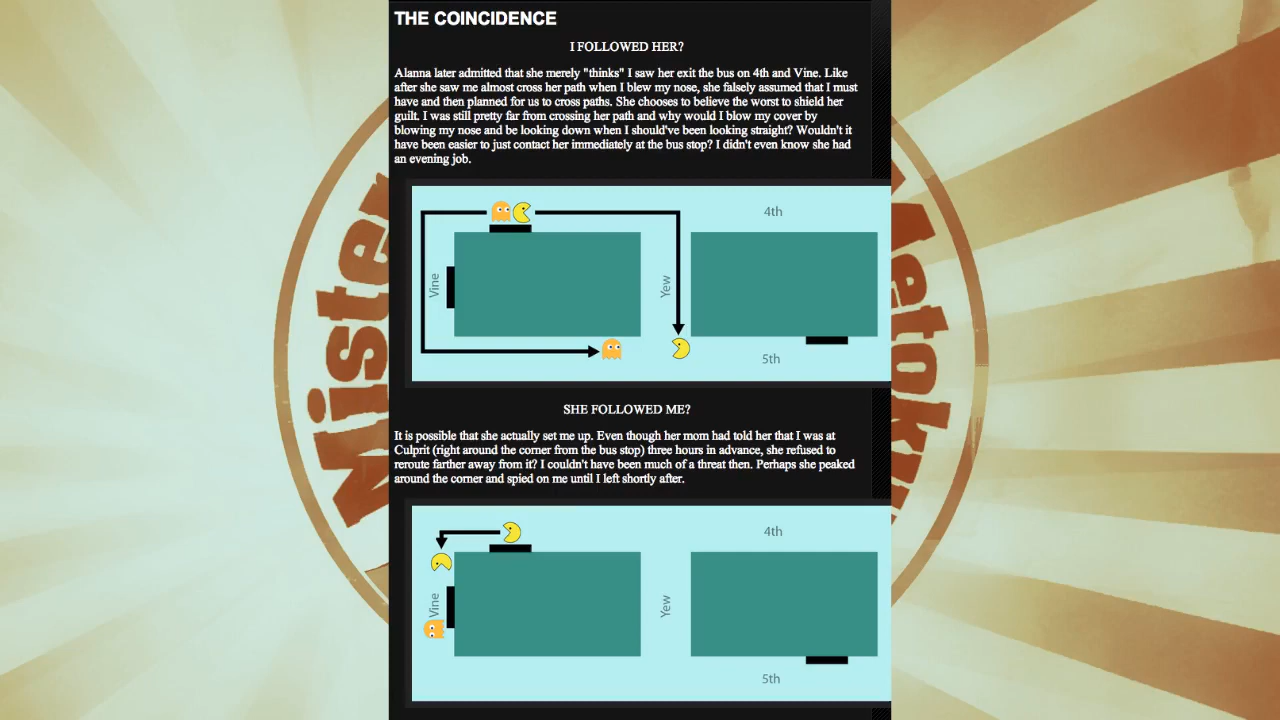 THE COINCIDENCE
I FOLLOWED HER?
Alanna later admitted that she merely "thinks" I saw her exit the bus on 4th and Vine. Like
after she saw me almost cross her path when I blew my nose, she falsely assumed that I must
have and then planned for us to cross paths. She chooses to believe the worst to shield her
guilt. I was still pretty far from crossing her path and why would I blow my cover by
blowing my nose and be looking down when I should've been looking straight? Wouldn't it
have been easier to just contact her immediately at the bus stop? I didn't even know she had
an evening job.
4th
Vine
Yew
5th
SHE FOLLOWED ME?
It is possible that she actually set me up. Even though her mom had told her that I was at
Culprit (right around the corner from the bus stop) three hours in advance, she refused to
reroute farther away from it? I couldn't have been much of a threat then. Perhaps she peaked
around the corner and spied on me until I left shortly after.
4th
Vine
Yew
5th
Mister